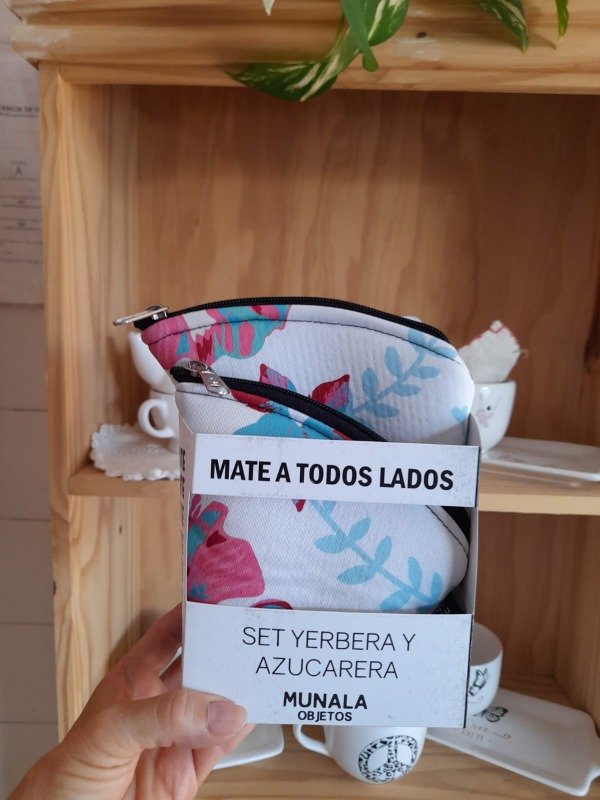 MATE A TODOS LADOS
SET YERBERA Y
AZUCARERA
MUNALA
OBJETOS